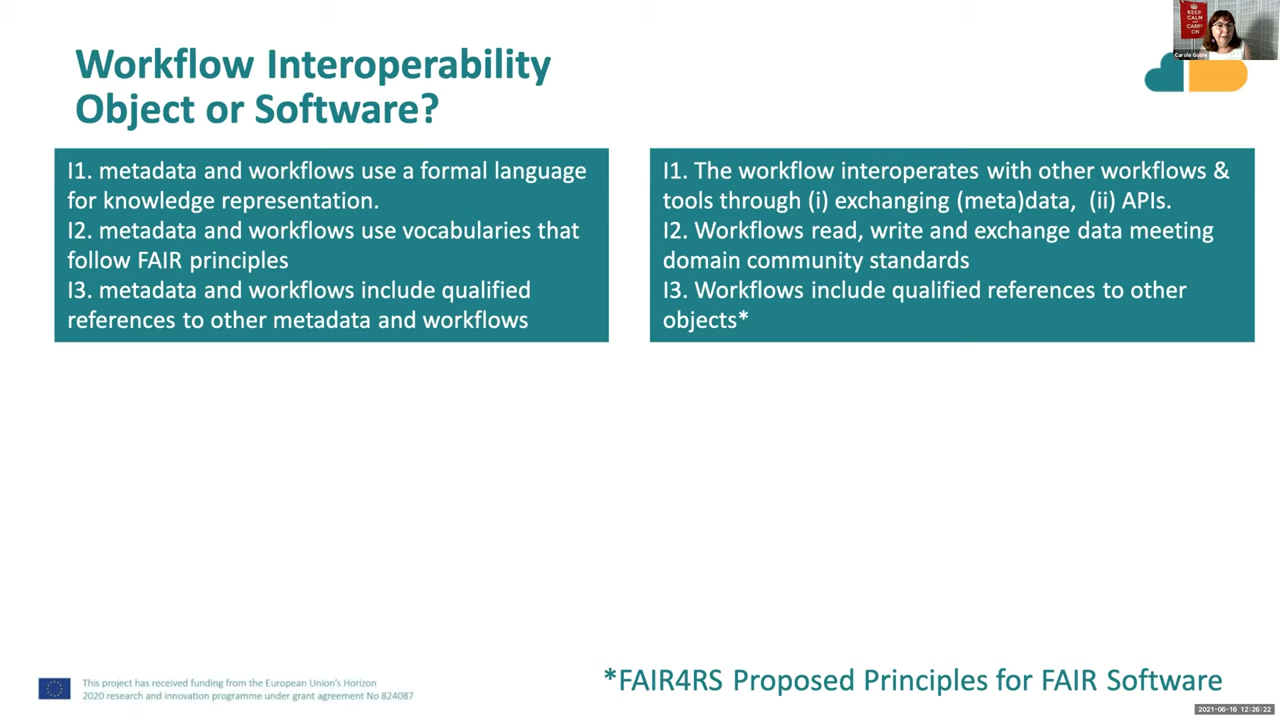 KEEP
CALM
AND
CARRY
ON
Carole Goble
Workflow Interoperability
Object or Software?
I1. metadata and workflows use a formal language
for knowledge representation.
I2. metadata and workflows use vocabularies that
follow FAIR principles
I3. metadata and workflows include qualified
references to other metadata and workflows
I1. The workflow interoperates with other workflows &
tools through (i) exchanging (meta)data, (ii) APIs.
I2. Workflows read, write and exchange data meeting
domain community standards
I3. Workflows include qualified references to other
objects*
This project has received funding from the European Union's Horizon
2020 research and innovation programme under grant agreement No 824087
*FAIR4RS Proposed Principles for FAIR Software
2021-06-16 12:26:22